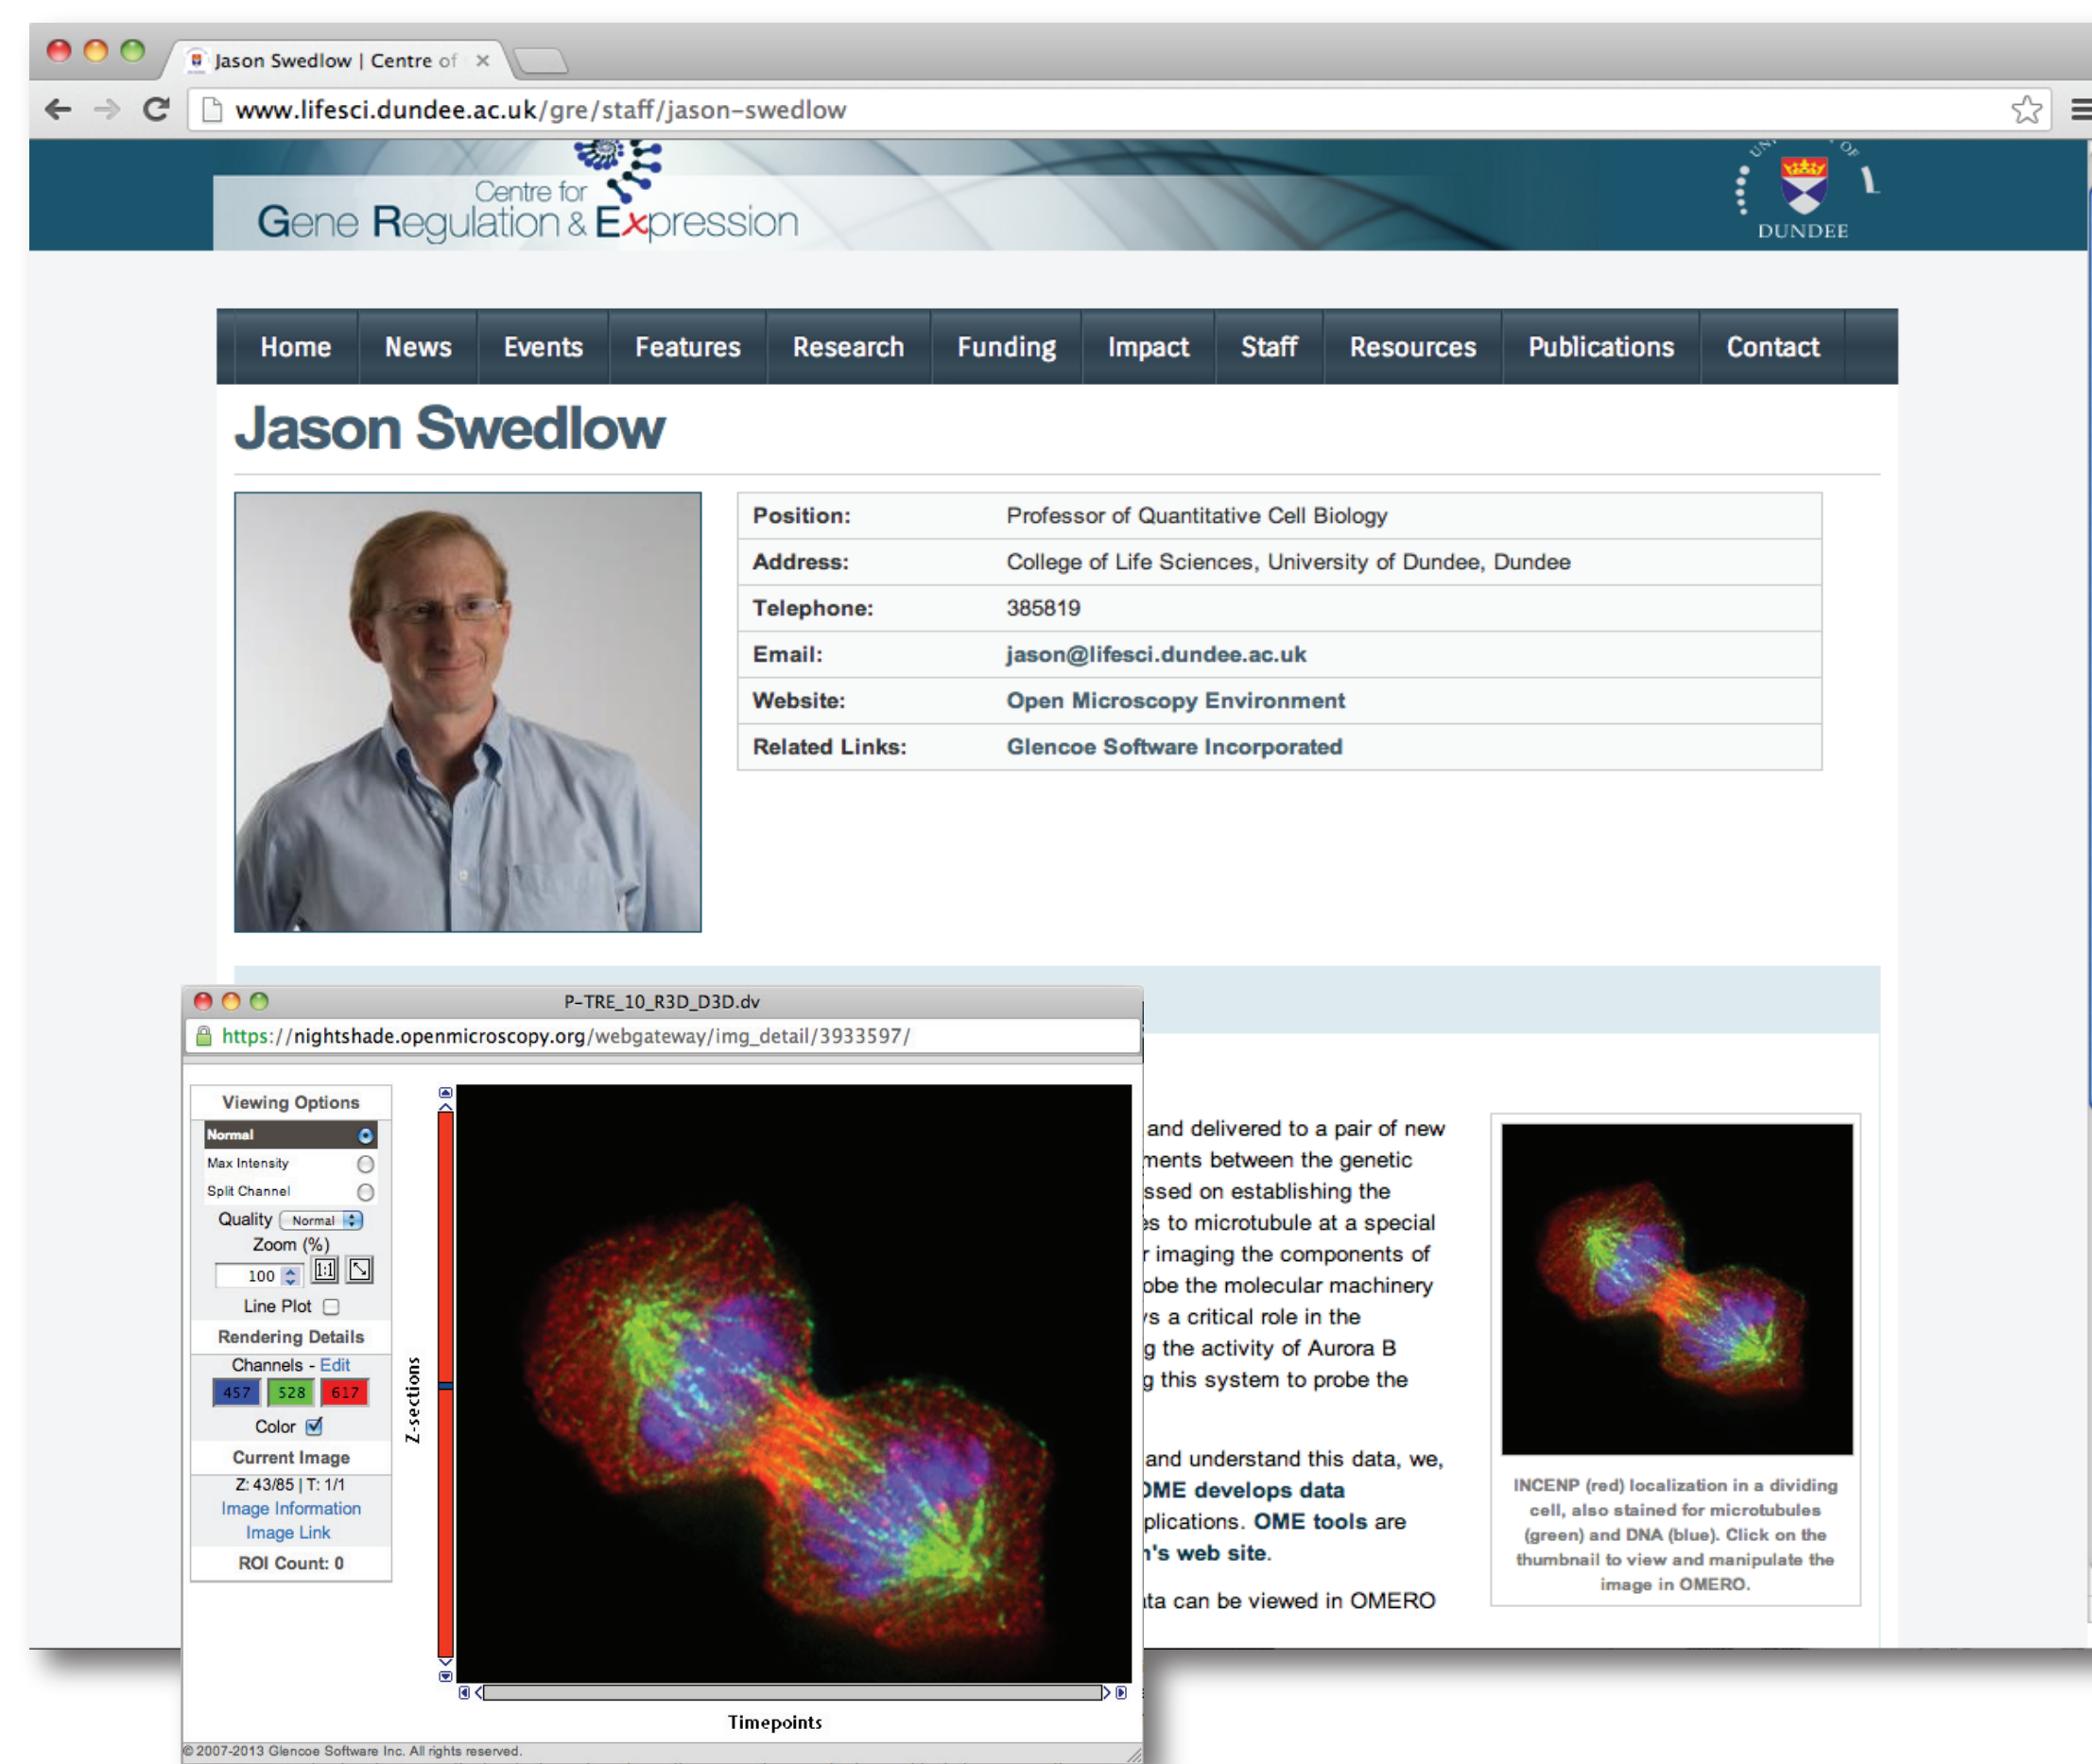 Jason Swedlow | Centre of
www.lifesci.dundee.ac.uk/gre/staff/jason-swedlow
Centre for
Gene Regulation & Expression
DUNDEE
Home News Events Features Research Funding Impact Staff Resources Publications Contact
Jason Swedlow
Position: Professor of Quantitative Cell Biology
Address: College of Life Sciences, University of Dundee, Dundee
Telephone: 385819
Email: jason@lifesci.dundee.ac.uk
Website: Open Microscopy Environment
Related Links: Glencoe Software Incorporated
P-TRE_10_R3D_D3D.dv
https://nightshade.openmicroscopy.org/webgateway/img_detail/3933597/
Viewing Options
Normal
Max Intensity
Split Channel
Quality Normal
Zoom (%)
100 1:1
Line Plot
Rendering Details
Channels - Edit
457 528 617
Color
Current Image
Z: 43/85 | T: 1/1
Image Information
Image Link
ROI Count: 0
Z-sections
Timepoints
© 2007-2013 Glencoe Software Inc. All rights reserved.
and delivered to a pair of new
ments between the genetic
ssed on establishing the
es to microtubule at a special
r imaging the components of
obe the molecular machinery
ys a critical role in the
g the activity of Aurora B
g this system to probe the
and understand this data, we,
OME develops data
plications. OME tools are
n's web site.
ata can be viewed in OMERO
INCENP (red) localization in a dividing
cell, also stained for microtubules
(green) and DNA (blue). Click on the
thumbnail to view and manipulate the
image in OMERO.